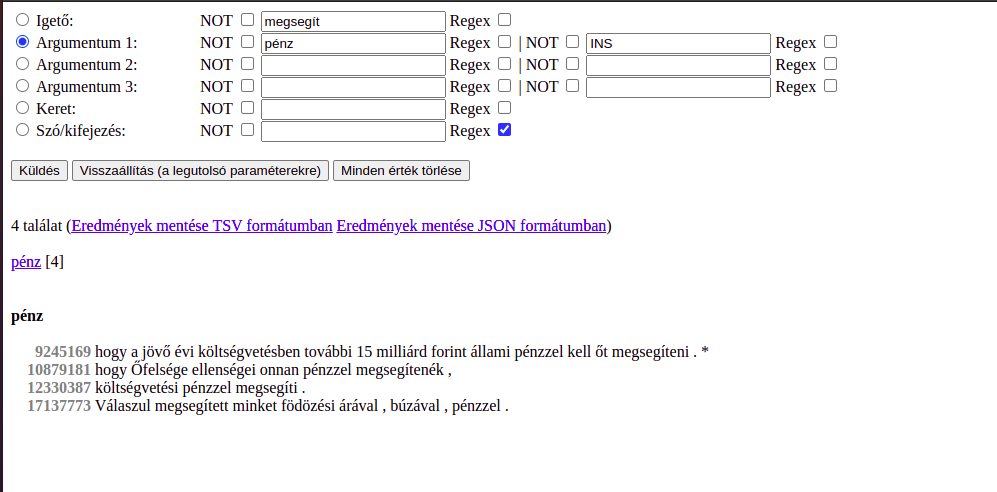 Igető: NOT megsegít Regex
Argumentum 1: NOT pénz Regex | NOT INS Regex
Argumentum 2: NOT Regex | NOT Regex
Argumentum 3: NOT Regex | NOT Regex
Keret: NOT Regex
Szó/kifejezés: NOT Regex
Küldés Visszaállítás (a legutolsó paraméterekre) Minden érték törlése
4 találat (Eredmények mentése TSV formátumban Eredmények mentése JSON formátumban)
pénz [4]
pénz
9245169 hogy a jövő évi költségvetésben további 15 milliárd forint állami pénzzel kell őt megsegíteni . *
10879181 hogy Őfelsége ellenségei onnan pénzzel megsegítenék ,
12330387 költségvetési pénzzel megsegíti .
17137773 Válaszul megsegített minket födözési árával , búzával , pénzzel .